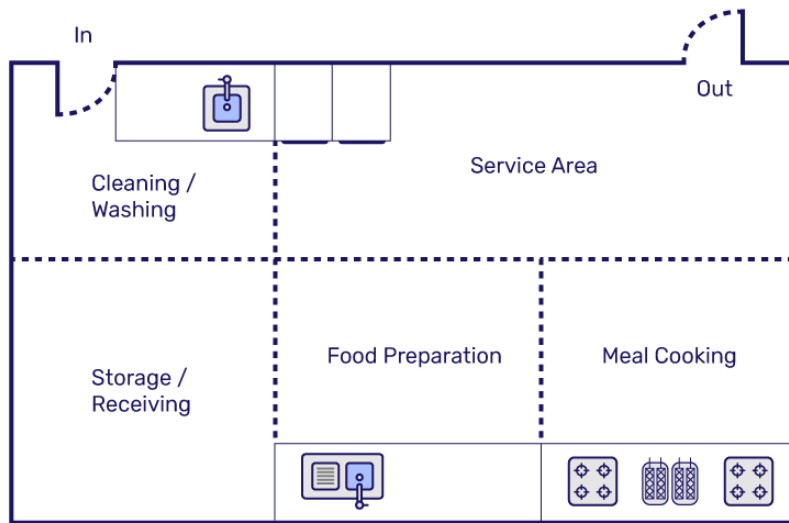 In
Out
Cleaning /
Washing
Service Area
Storage /
Receiving
Food Preparation
Meal Cooking